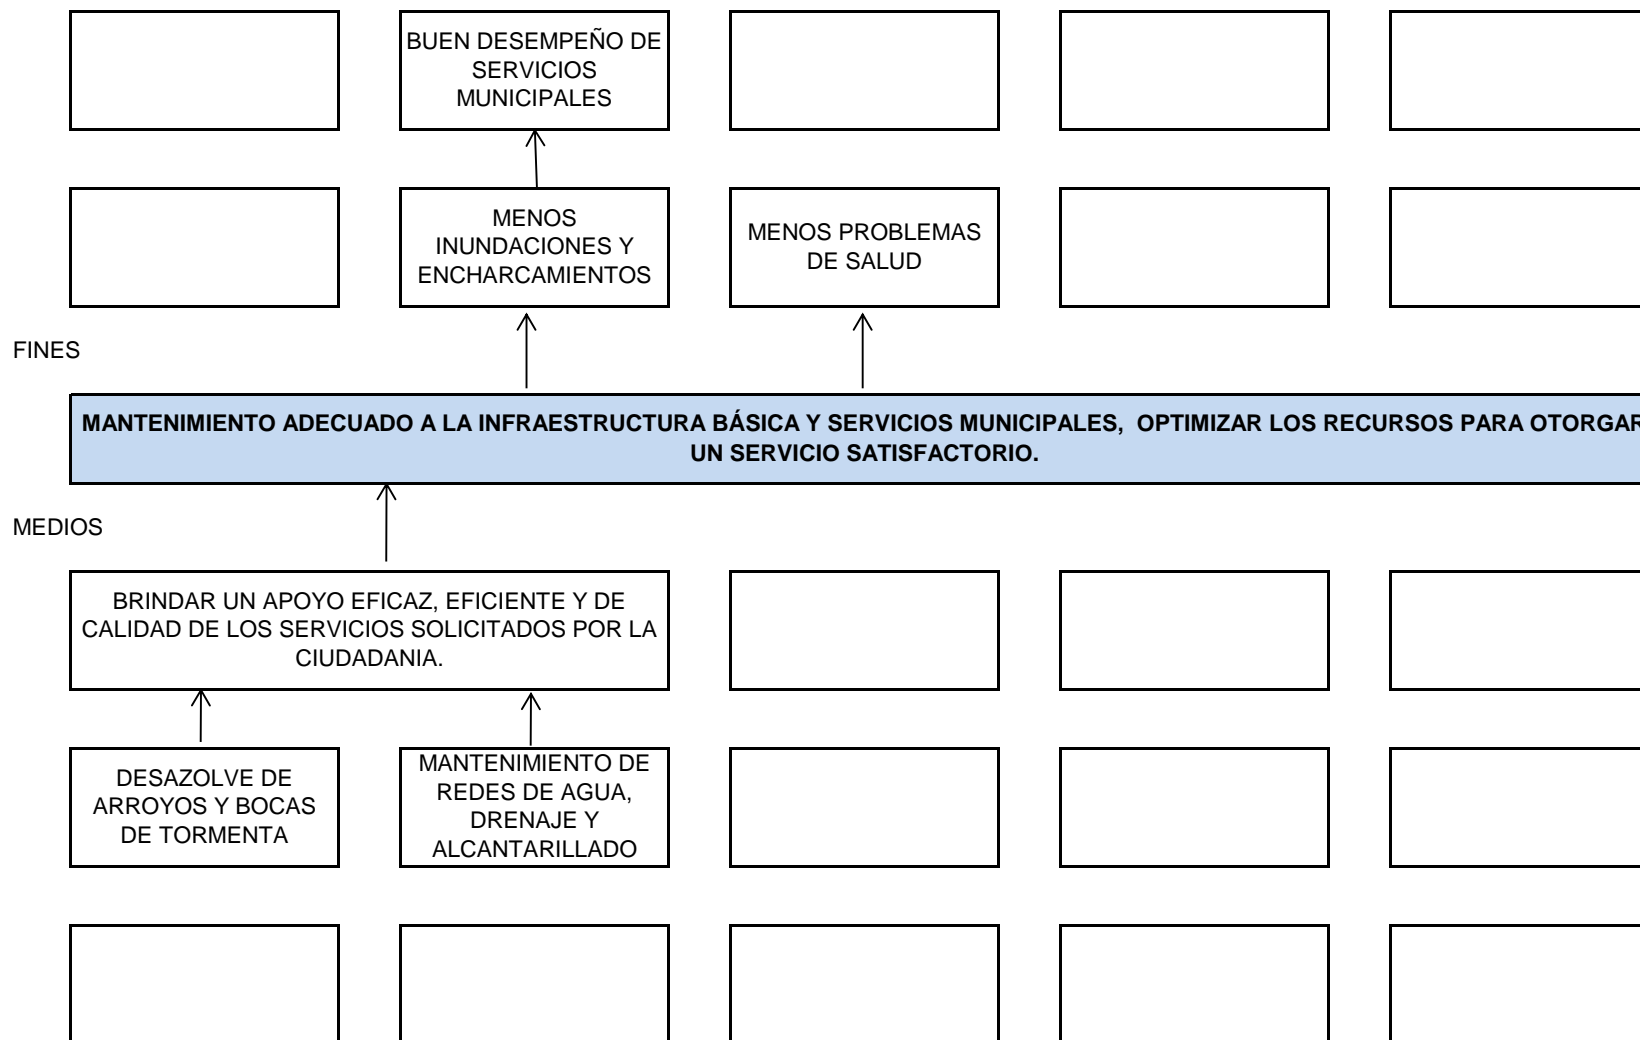 BUEN DESEMPEÑO DE
SERVICIOS
MUNICIPALES
MENOS
INUNDACIONES Y
ENCHARCAMIENTOS
MENOS PROBLEMAS
DE SALUD
FINES
MANTENIMIENTO ADECUADO A LA INFRAESTRUCTURA BÁSICA Y SERVICIOS MUNICIPALES,  OPTIMIZAR LOS RECURSOS PARA OTORGAR
UN SERVICIO SATISFACTORIO.
MEDIOS
BRINDAR UN APOYO EFICAZ, EFICIENTE Y DE
CALIDAD DE LOS SERVICIOS SOLICITADOS POR LA
CIUDADANIA.
DESAZOLVE DE
ARROYOS Y BOCAS
DE TORMENTA
MANTENIMIENTO DE
REDES DE AGUA,
DRENAJE Y
ALCANTARILLADO